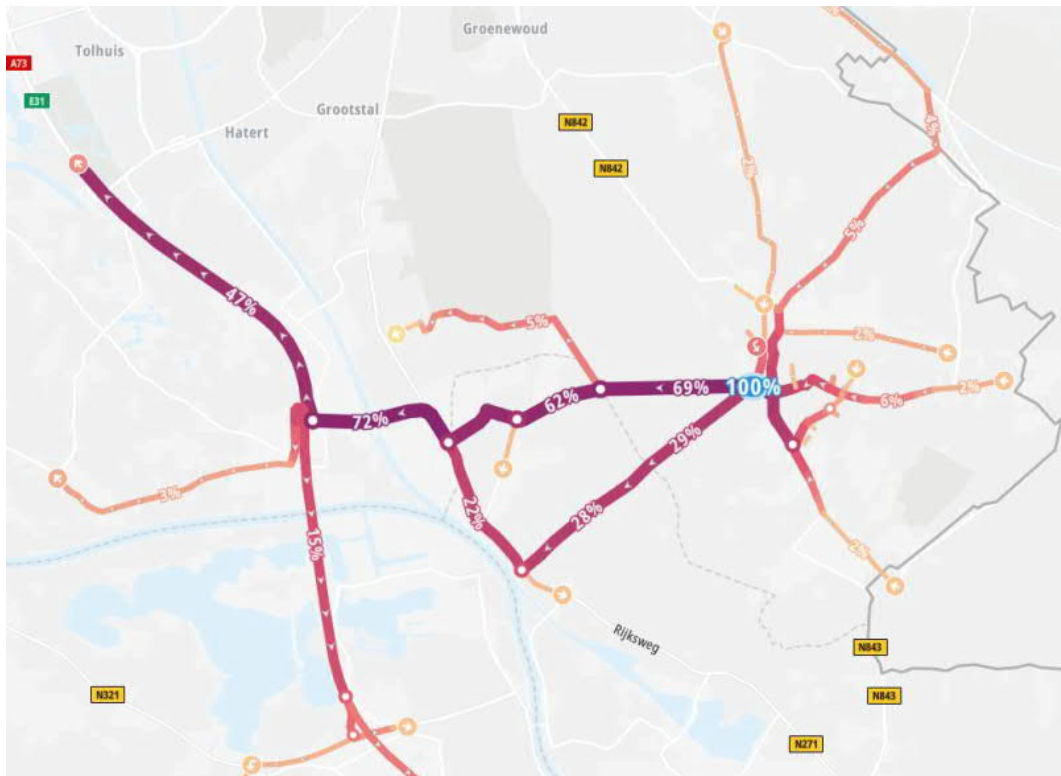 Groenewoud
Tolhuis
A73
E31
Grootstal
N842
Hatert
4%
N842
2%
5%
47%
5%
2%
100%
69%
62%
6%
2%
72%
29%
22%
28%
3%
15%
2%
Rijksweg
N843
N321
N843
N271